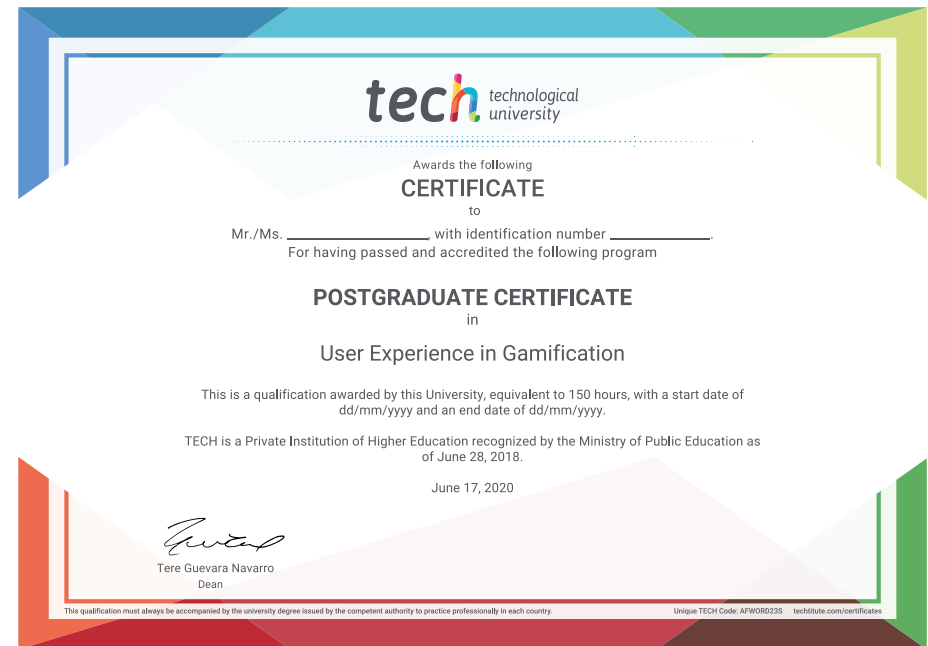 tech technological
university
Awards the following
CERTIFICATE
to
Mr./Ms. ____________________, with identification number ______________.
For having passed and accredited the following program
POSTGRADUATE CERTIFICATE
in
User Experience in Gamification
This is a qualification awarded by this University, equivalent to 150 hours, with a start date of
dd/mm/yyyy and an end date of dd/mm/yyyy.
TECH is a Private Institution of Higher Education recognized by the Ministry of Public Education as
of June 28, 2018.
June 17, 2020
Tere Guevara Navarro
Dean
This qualification must always be accompanied by the university degree issued by the competent authority to practice professionally in each country.
Unique TECH Code: AFWORD23S techtitute.com/certificates